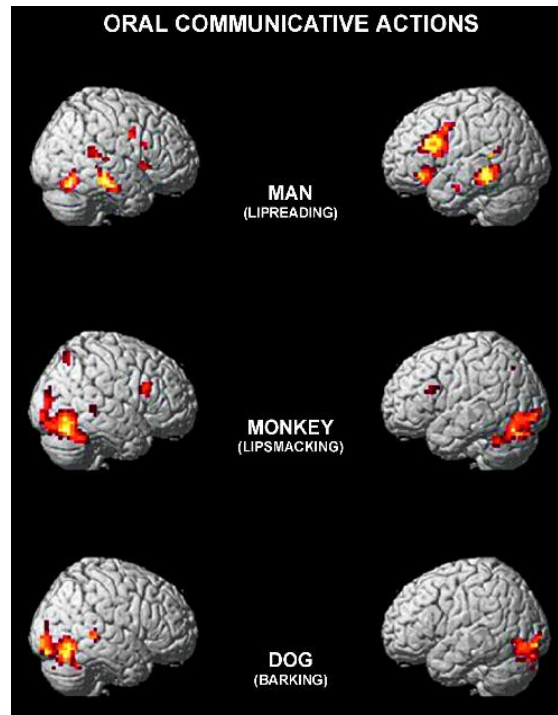 ORAL COMMUNICATIVE ACTIONS
MAN
(LIPREADING)
MONKEY
(LIPSMACKING)
DOG
(BARKING)